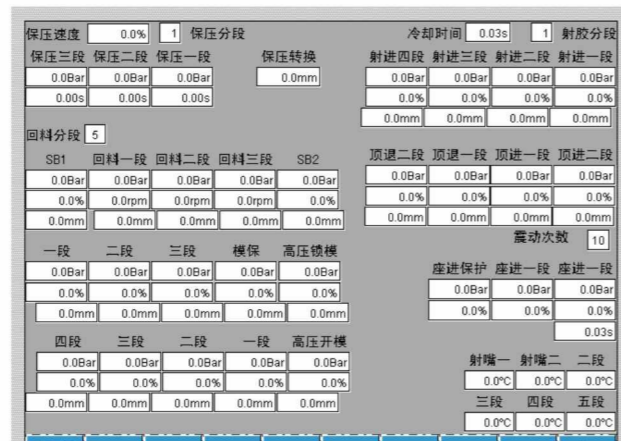 保压速度 0.0% 1 保压分段 冷却时间 0.03s 1 射胶分段
保压三段 保压二段 保压一段 保压转换 射进四段 射进三段 射进二段 射进一段
0.0Bar 0.0Bar 0.0Bar 0.0mm 0.0Bar 0.0Bar 0.0Bar 0.0Bar
0.00s 0.00s 0.00s 0.0% 0.0% 0.0% 0.0%
0.0mm 0.0mm 0.0mm 0.0mm
回料分段 5
SB1 回料一段 回料二段 回料三段 SB2 顶退二段 顶退一段 顶进一段 顶进二段
0.0Bar 0.0Bar 0.0Bar 0.0Bar 0.0Bar 0.0Bar 0.0Bar 0.0Bar 0.0Bar
0.0% 0.0rpm 0.0rpm 0.0rpm 0.0% 0.0% 0.0% 0.0% 0.0%
0.0mm 0.0mm 0.0mm 0.0mm 0.0mm 0.0mm 0.0mm 0.0mm 0.0mm
震动次数 10
一段 二段 三段 模保 高压锁模 座进保护 座进一段 座进一段
0.0Bar 0.0Bar 0.0Bar 0.0Bar 0.0Bar 0.0Bar 0.0Bar 0.0Bar
0.0% 0.0% 0.0% 0.0% 0.0% 0.0% 0.0% 0.0%
0.0mm 0.0mm 0.0mm 0.0mm 0.0mm 0.03s
四段 三段 二段 一段 高压开模 射嘴一 射嘴二 二段
0.0Bar 0.0Bar 0.0Bar 0.0Bar 0.0Bar
0.0% 0.0% 0.0% 0.0% 0.0% 0.0°C 0.0°C 0.0°C
0.0mm 0.0mm 0.0mm 0.0mm 0.0mm 三段 四段 五段
0.0°C 0.0°C 0.0°C